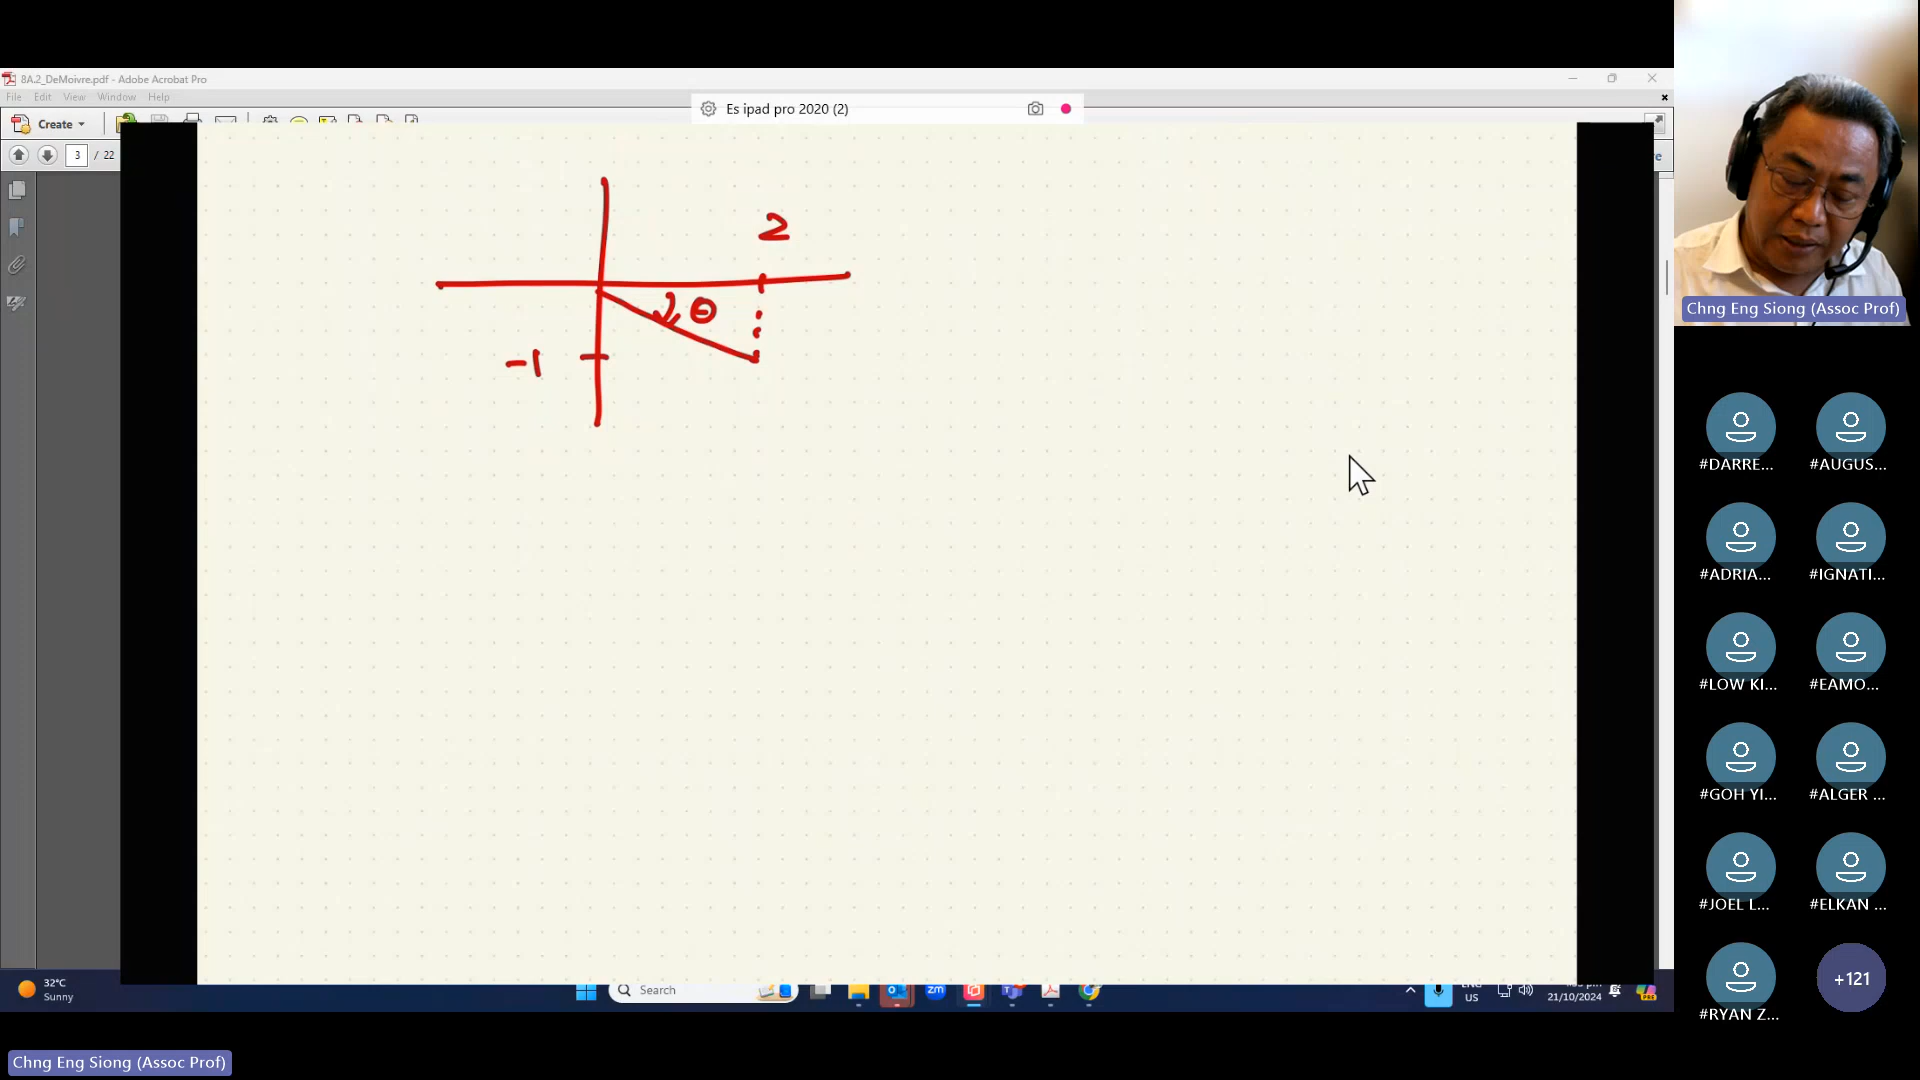 8A.2_DeMoivre.pdf - Adobe Acrobat Pro
File Edit View Window Help
Es ipad pro 2020 (2)
Create
3 / 22
2
θ
-1
Chng Eng Siong (Assoc Prof)
#DARRE... #AUGUS...
#ADRIA... #IGNATI...
#LOW KI... #EAMO...
#GOH YI... #ALGER ...
#JOEL L... #ELKAN ...
+121
#RYAN Z...
32°C
Sunny
Search
zm
US
21/10/2024
Chng Eng Siong (Assoc Prof)